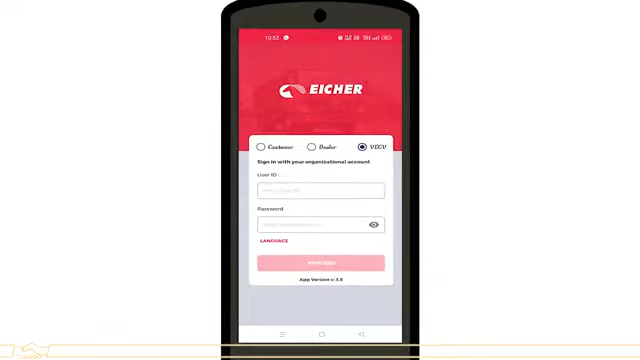 10:52
EICHER
Customer Dealer VECV
Sign in with your organizational account
User ID
Password
LANGUAGE
App Version v: 3.6